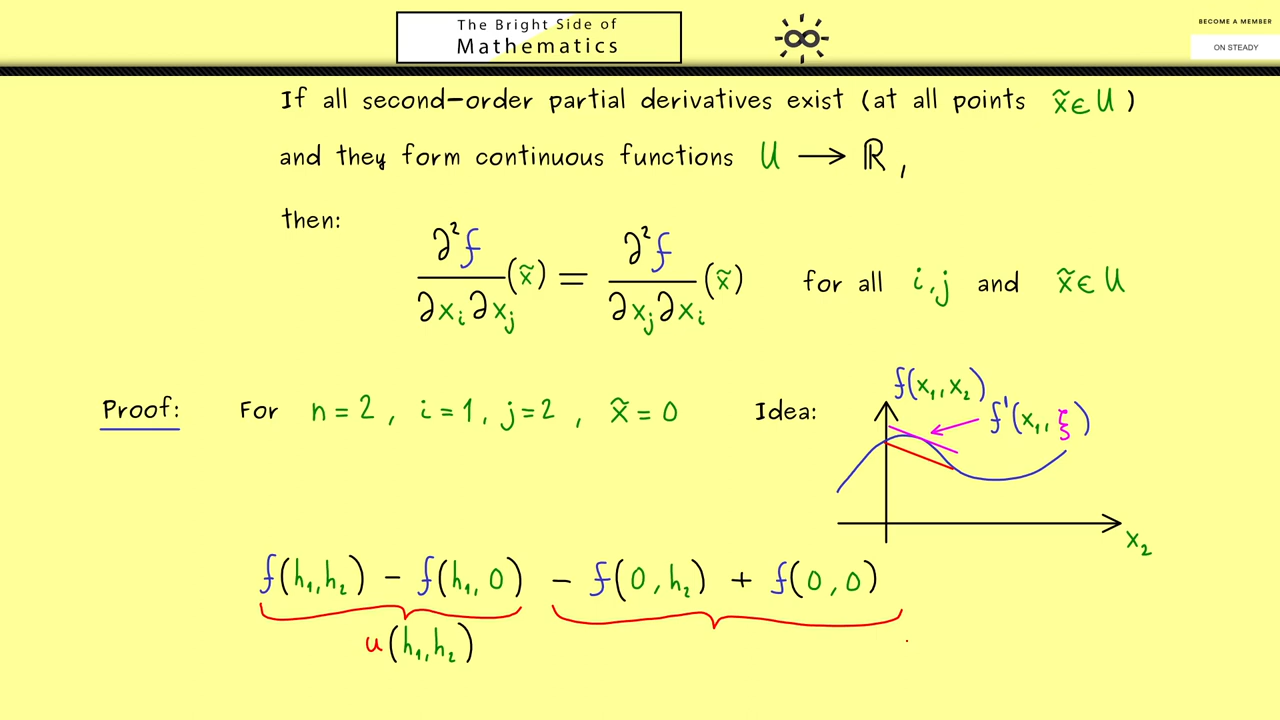 The Bright Side of
Mathematics
BECOME A MEMBER
ON STEADY
If all second-order partial derivatives exist (at all points x̃ ∈ U)
and they form continuous functions U ⟶ ℝ,
then:
∂²f/∂xᵢ∂xⱼ (x̃) = ∂²f/∂xⱼ∂xᵢ (x̃) for all i,j and x̃ ∈ U
Proof: For n = 2, i = 1, j = 2, x̃ = 0 Idea:
f(x₁,x₂)
f'(x₁,ξ)
x₂
f(h₁,h₂) − f(h₁,0) − f(0,h₂) + f(0,0)
u(h₁,h₂)